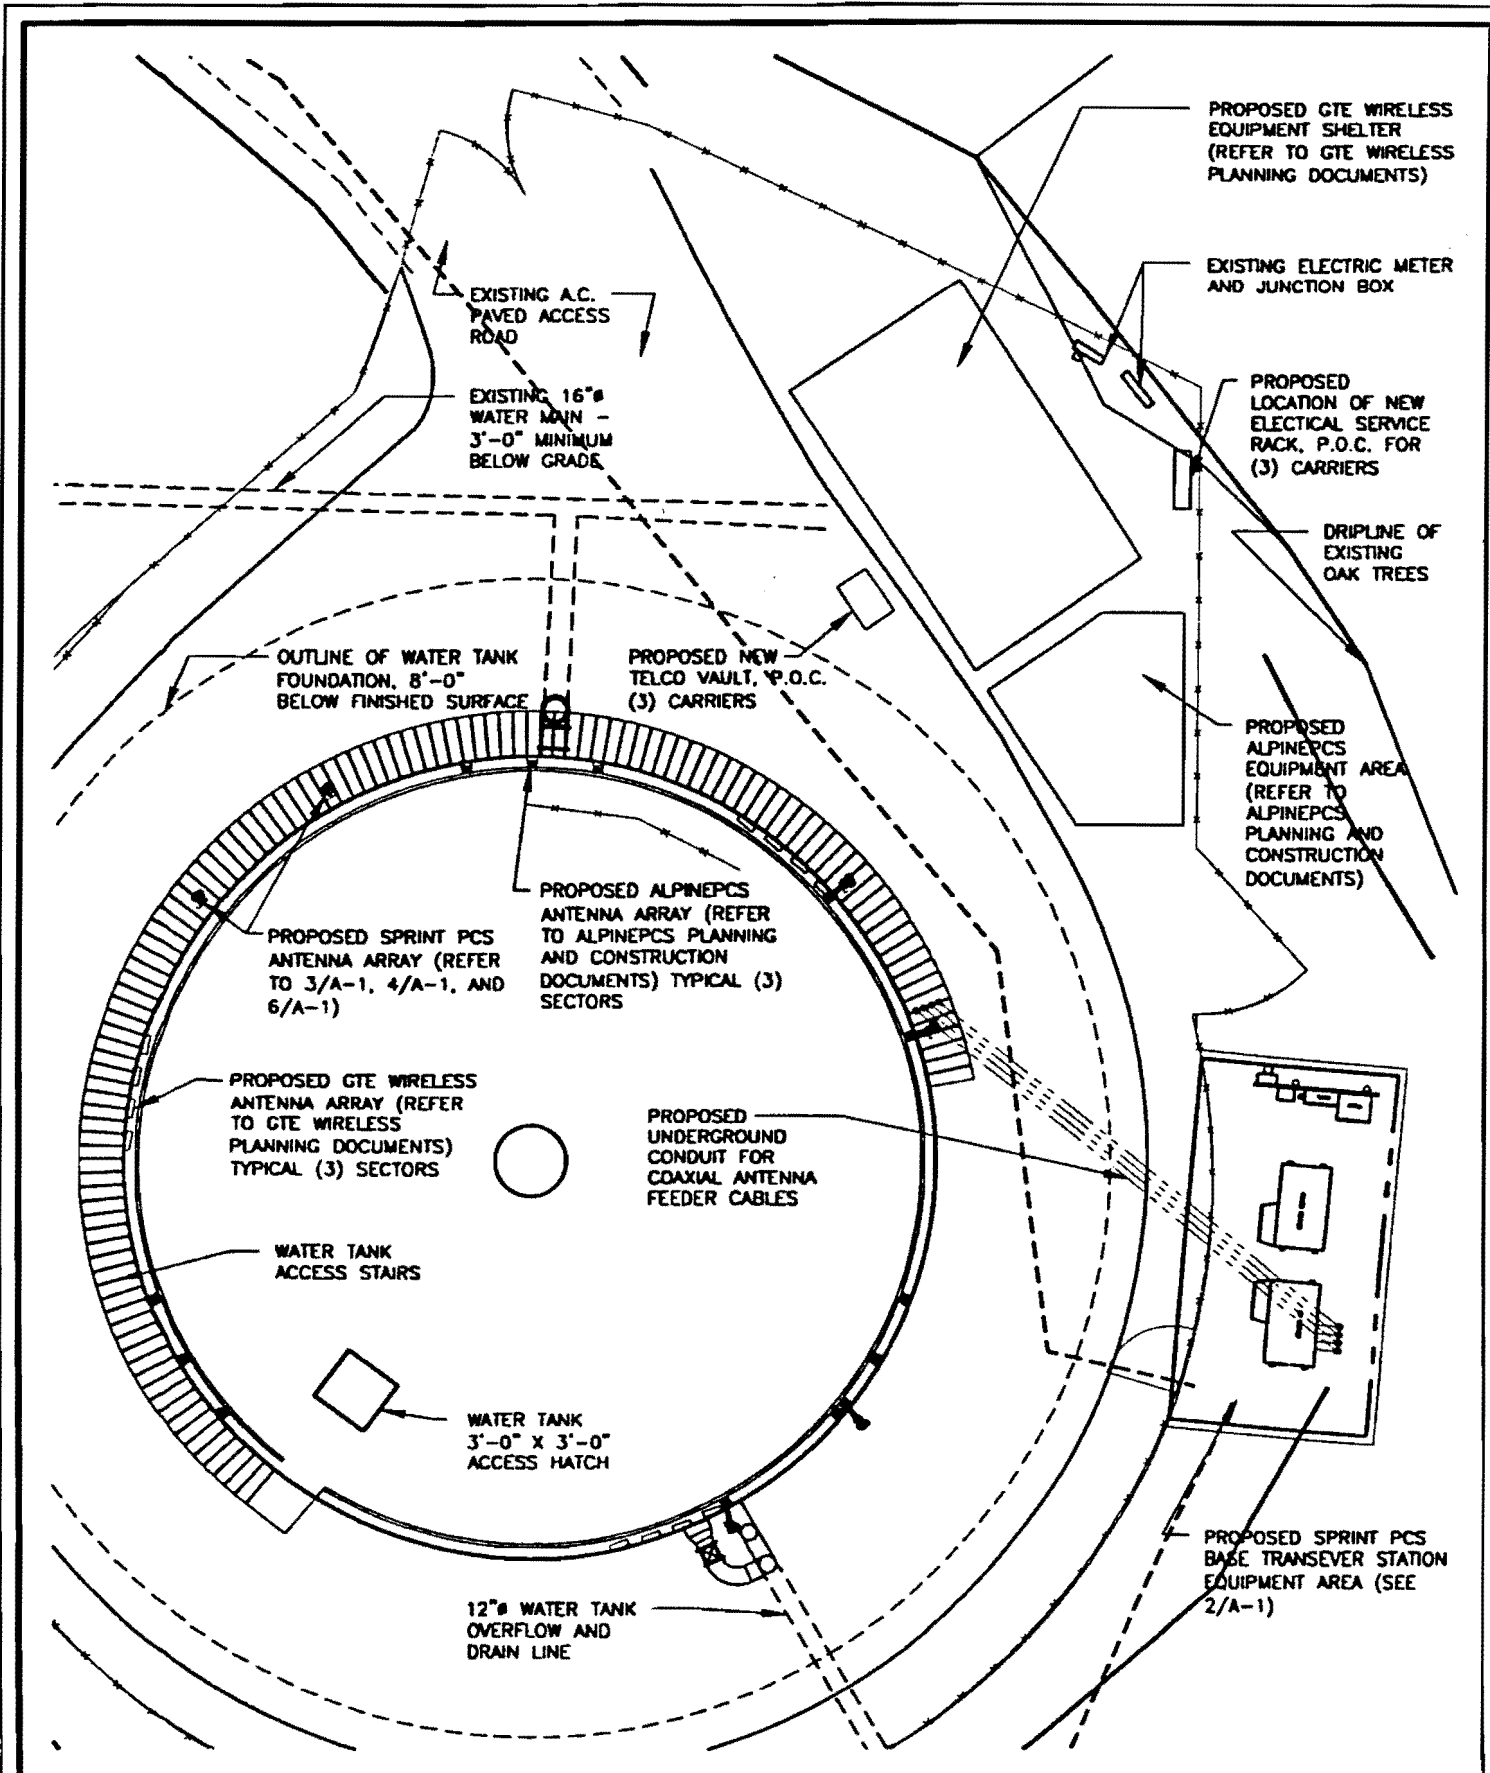 PROPOSED GTE WIRELESS
EQUIPMENT SHELTER
(REFER TO GTE WIRELESS
PLANNING DOCUMENTS)
EXISTING ELECTRIC METER
AND JUNCTION BOX
EXISTING A.C.
PAVED ACCESS
ROAD
PROPOSED
LOCATION OF NEW
ELECTICAL SERVICE
RACK, P.O.C. FOR
(3) CARRIERS
EXISTING 16"ø
WATER MAIN -
3'-0" MINIMUM
BELOW GRADE
DRIPLINE OF
EXISTING
OAK TREES
OUTLINE OF WATER TANK
FOUNDATION, 8'-0"
BELOW FINISHED SURFACE
PROPOSED NEW
TELCO VAULT, P.O.C.
(3) CARRIERS
PROPOSED
ALPINEPCS
EQUIPMENT AREA
(REFER TO
ALPINEPCS
PLANNING AND
CONSTRUCTION
DOCUMENTS)
PROPOSED SPRINT PCS
ANTENNA ARRAY (REFER
TO 3/A-1, 4/A-1, AND
6/A-1)
PROPOSED ALPINEPCS
ANTENNA ARRAY (REFER
TO ALPINEPCS PLANNING
AND CONSTRUCTION
DOCUMENTS) TYPICAL (3)
SECTORS
PROPOSED GTE WIRELESS
ANTENNA ARRAY (REFER
TO GTE WIRELESS
PLANNING DOCUMENTS)
TYPICAL (3) SECTORS
PROPOSED
UNDERGROUND
CONDUIT FOR
COAXIAL ANTENNA
FEEDER CABLES
WATER TANK
ACCESS STAIRS
WATER TANK
3'-0" X 3'-0"
ACCESS HATCH
PROPOSED SPRINT PCS
BASE TRANSEVER STATION
EQUIPMENT AREA (SEE
2/A-1)
12"ø WATER TANK
OVERFLOW AND
DRAIN LINE